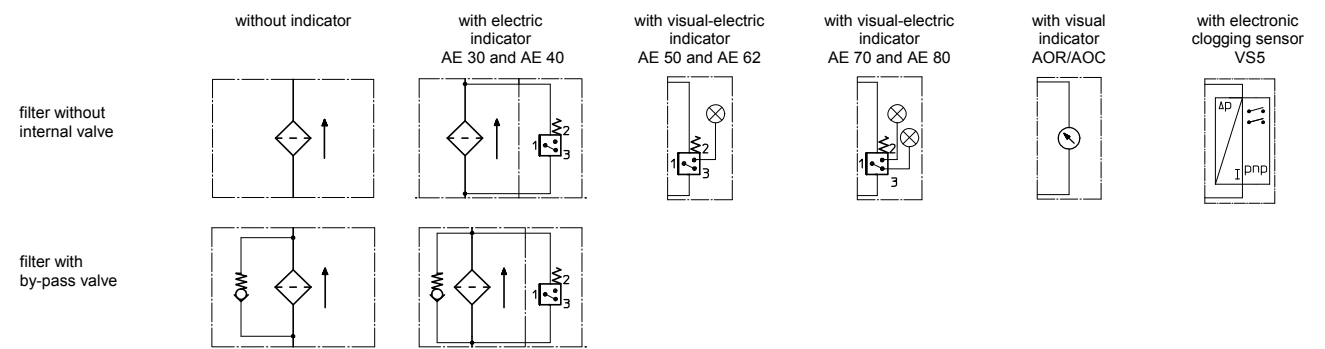 without indicator
with electric
indicator
AE 30 and AE 40
with visual-electric
indicator
AE 50 and AE 62
with visual-electric
indicator
AE 70 and AE 80
with visual
indicator
AOR/AOC
with electronic
clogging sensor
VS5
filter without
internal valve
1
2
3
1
2
3
1
2
3
Δp
I
pnp
filter with
by-pass valve
1
2
3